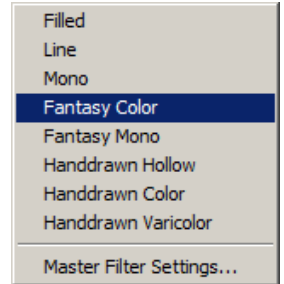 Filled
Line
Mono
Fantasy Color
Fantasy Mono
Handdrawn Hollow
Handdrawn Color
Handdrawn Varicolor
Master Filter Settings...